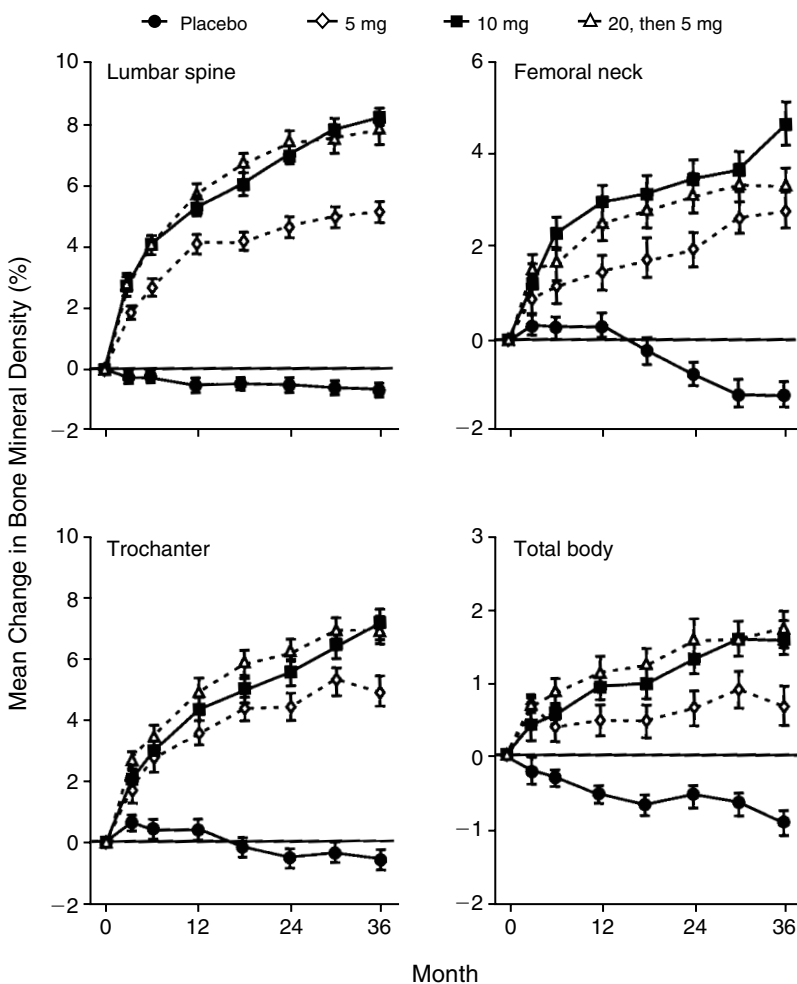 Placebo 5 mg 10 mg 20, then 5 mg
Mean Change in Bone Mineral Density (%)
Lumbar spine
10
8
6
4
2
0
−2
Femoral neck
6
4
2
0
−2
Trochanter
10
8
6
4
2
0
−2
0 12 24 36
Total body
3
2
1
0
−1
−2
0 12 24 36
Month